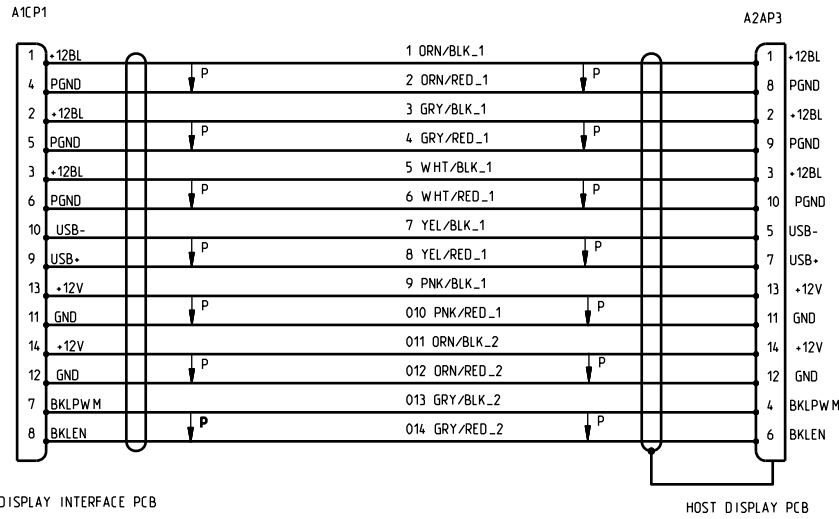 A1CP1 A2AP3
1 +12BL 1 ORN/BLK_1 1 +12BL
4 PGND P 2 ORN/RED_1 P 8 PGND
2 +12BL 3 GRY/BLK_1 2 +12BL
5 PGND P 4 GRY/RED_1 P 9 PGND
3 +12BL 5 WHT/BLK_1 3 +12BL
6 PGND P 6 WHT/RED_1 P 10 PGND
10 USB- 7 YEL/BLK_1 5 USB-
9 USB+ P 8 YEL/RED_1 P 7 USB+
13 +12V 9 PNK/BLK_1 13 +12V
11 GND P 010 PNK/RED_1 P 11 GND
14 +12V 011 ORN/BLK_2 14 +12V
12 GND P 012 ORN/RED_2 P 12 GND
7 BKLPWM 013 GRY/BLK_2 4 BKLPWM
8 BKLEN P 014 GRY/RED_2 P 6 BKLEN
DISPLAY INTERFACE PCB HOST DISPLAY PCB